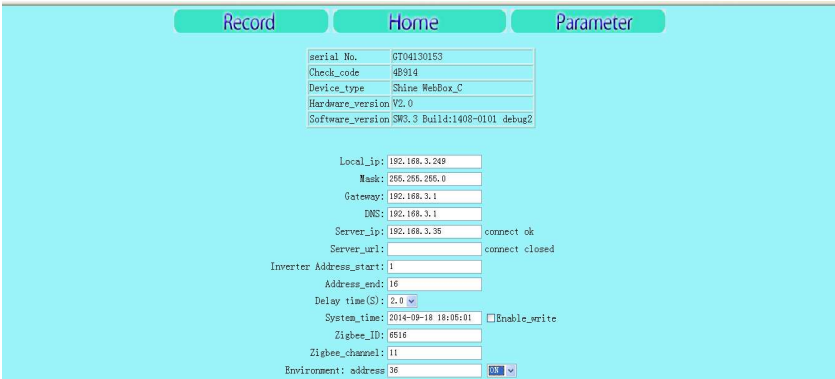 Record Home Parameter
serial No. GT04130153
Check_code 4B914
Device_type Shine WebBox_C
Hardware_version V2.0
Software_version SW3.3 Build:1408-0101 debug2
Local_ip: 192.168.3.249
Mask: 255.255.255.0
Gateway: 192.168.3.1
DNS: 192.168.3.1
Server_ip: 192.168.3.35 connect ok
Server_url: connect closed
Inverter Address_start: 1
Address_end: 16
Delay time(S): 2.0
System_time: 2014-09-18 18:05:01 Enable_write
Zigbee_ID: 6516
Zigbee_channel: 11
Environment: address 36 ON